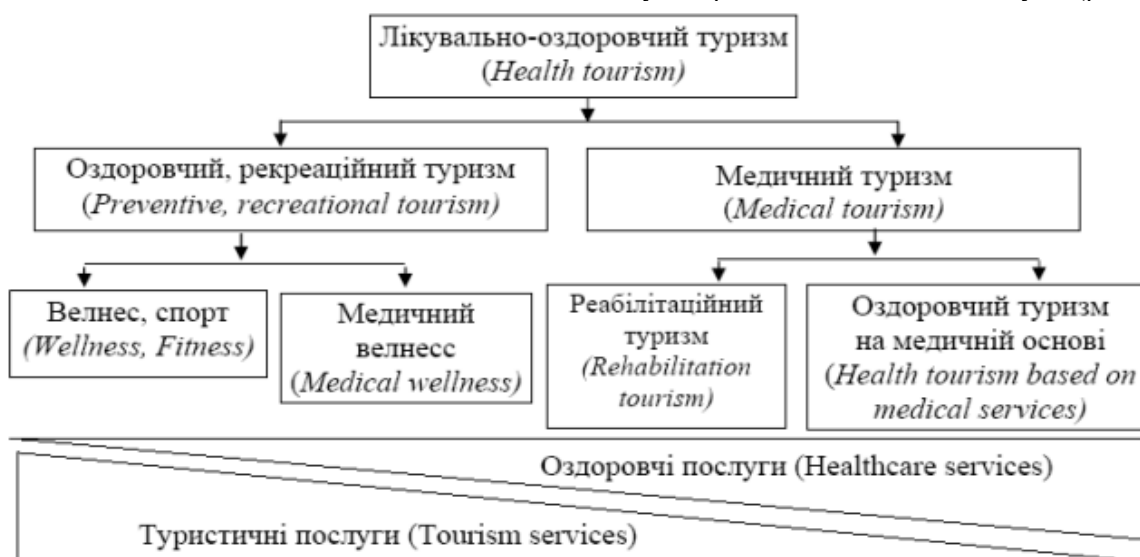 Лікувально-оздоровчий туризм
(Health tourism)
Оздоровчий, рекреаційний туризм
(Preventive, recreational tourism)
Медичний туризм
(Medical tourism)
Велнес, спорт
(Wellness, Fitness)
Медичний
велнесс
(Medical wellness)
Реабілітаційний
туризм
(Rehabilitation
tourism)
Оздоровчий туризм
на медичній основі
(Health tourism based on
medical services)
Оздоровчі послуги (Healthcare services)
Туристичні послуги (Tourism services)